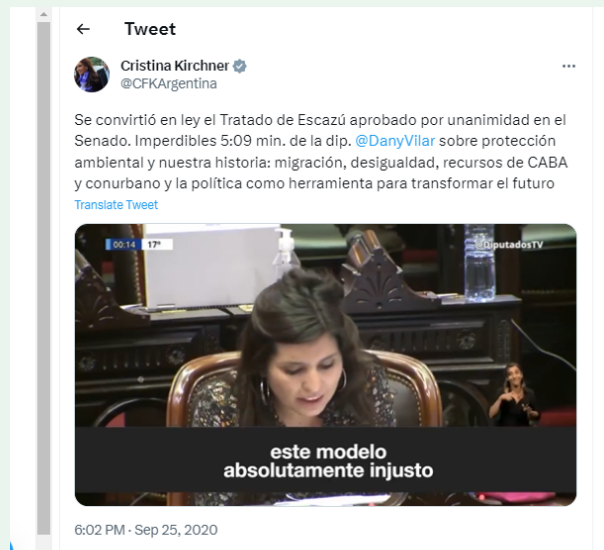 Tweet
Cristina Kirchner
@CFKArgentina
Se convirtió en ley el Tratado de Escazú aprobado por unanimidad en el
Senado. Imperdibles 5:09 min. de la dip. @DanyVilar sobre protección
ambiental y nuestra historia: migración, desigualdad, recursos de CABA
y conurbano y la política como herramienta para transformar el futuro
Translate Tweet
00:14 17°
@DiputadosTV
este modelo
absolutamente injusto
6:02 PM · Sep 25, 2020